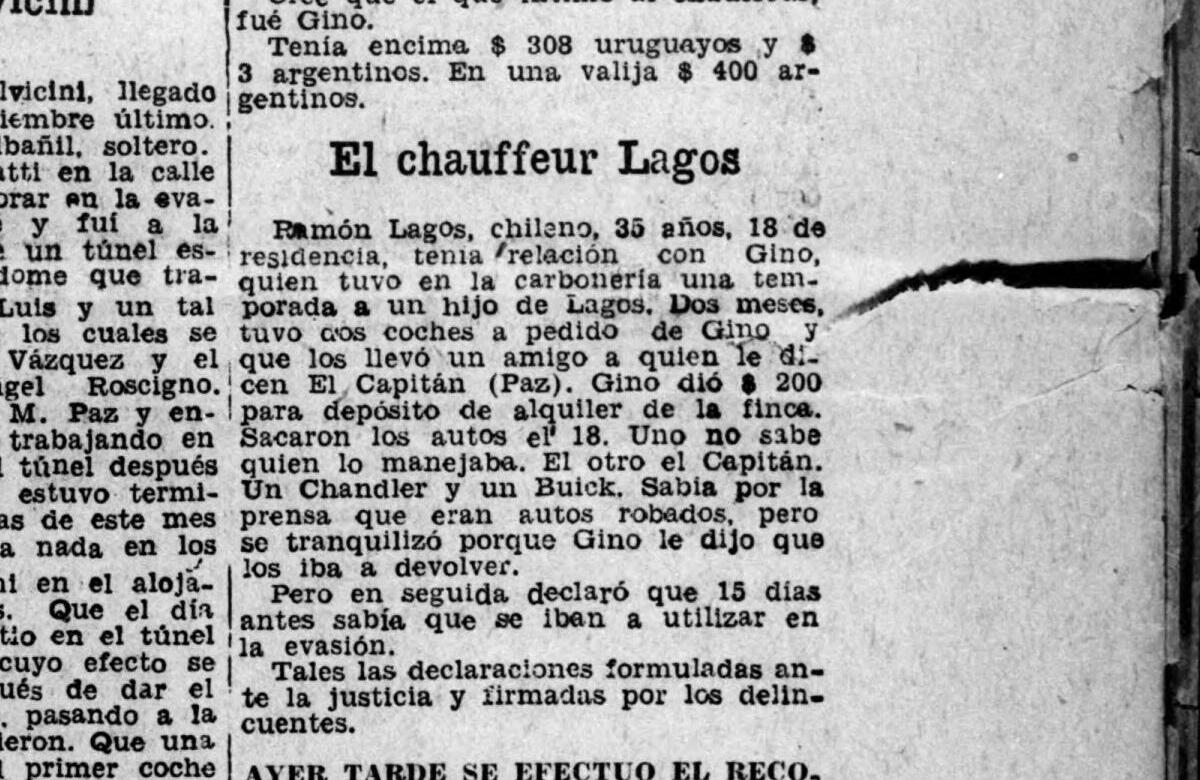 lvicini, llegado
iembre último.
lbañil, soltero.
atti en la calle
orar en la eva-
y fuí a la
un túnel es-
dome que tra-
Luis y un tal
los cuales se
Vázquez y el
ngel Roscigno.
M. Paz y en-
trabajando en
túnel después
estuvo termi-
as de este mes
a nada en los
ni en el alojá-
s. Que el día
tio en el túnel
cuyo efecto se
ués de dar el
. pasando a la
ieron. Que una
primer coche
fué Gino.
Tenía encima $ 308 uruguayos y $
3 argentinos. En una valija $ 400 ar-
gentinos.
El chauffeur Lagos
Ramón Lagos, chileno, 35 años, 18 de
residencia, tenia relación con Gino,
quien tuvo en la carbonería una tem-
porada a un hijo de Lagos. Dos meses,
tuvo dos coches a pedido de Gino y
que los llevó un amigo a quien le di-
cen El Capitán (Paz). Gino dió $ 200
para depósito de alquiler de la finca.
Sacaron los autos el 18. Uno no sabe
quien lo manejaba. El otro el Capitán.
Un Chandler y un Buick. Sabia por la
prensa que eran autos robados, pero
se tranquilizó porque Gino le dijo que
los iba a devolver.
Pero en seguida declaró que 15 días
antes sabía que se iban a utilizar en
la evasión.
Tales las declaraciones formuladas an-
te la justicia y firmadas por los delin-
cuentes.
AYER TARDE SE EFECTUO EL RECO.